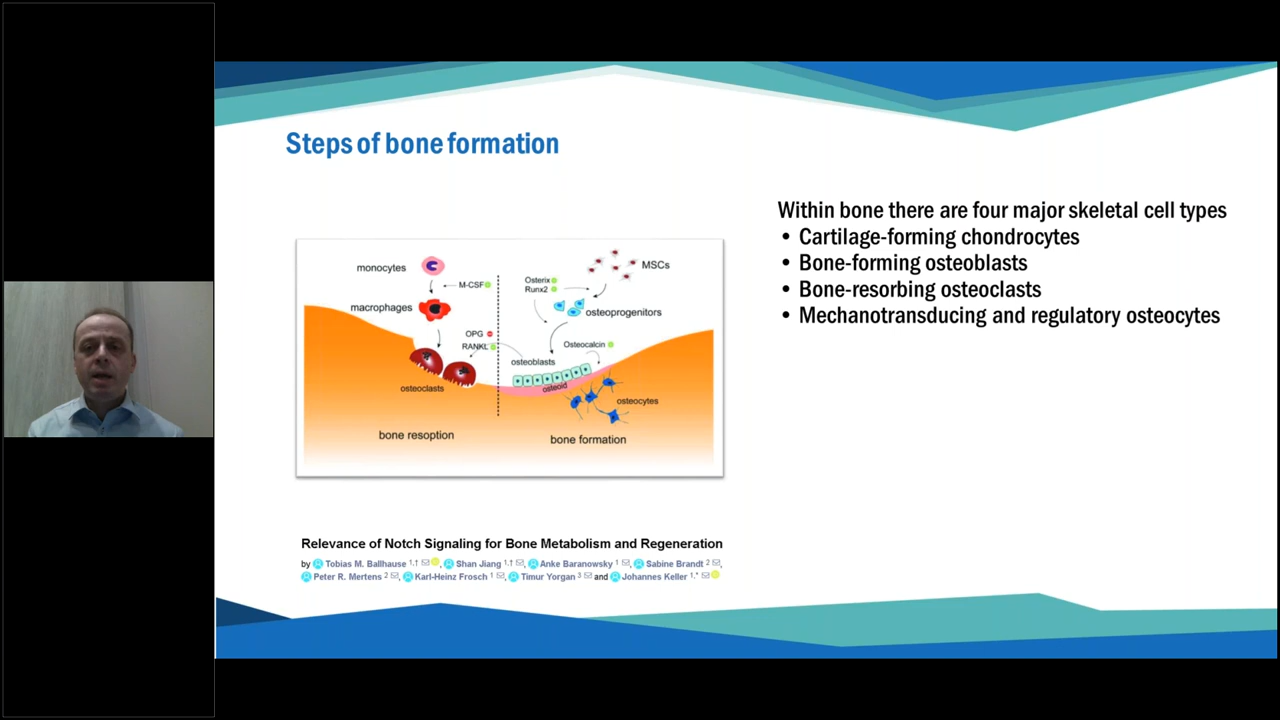 Steps of bone formation
Within bone there are four major skeletal cell types
• Cartilage-forming chondrocytes
• Bone-forming osteoblasts
• Bone-resorbing osteoclasts
• Mechanotransducing and regulatory osteocytes
monocytes
M-CSF
macrophages
OPG
RANKL
osteoclasts
bone resoption
MSCs
Osterix
Runx2
osteoprogenitors
Osteocalcin
osteoblasts
osteoid
osteocytes
bone formation
Relevance of Notch Signaling for Bone Metabolism and Regeneration
by Tobias M. Ballhause 1,†, Shan Jiang 1,†, Anke Baranowsky 1, Sabine Brandt 2,
Peter R. Mertens 2, Karl-Heinz Frosch 1, Timur Yorgan 3 and Johannes Keller 1,*